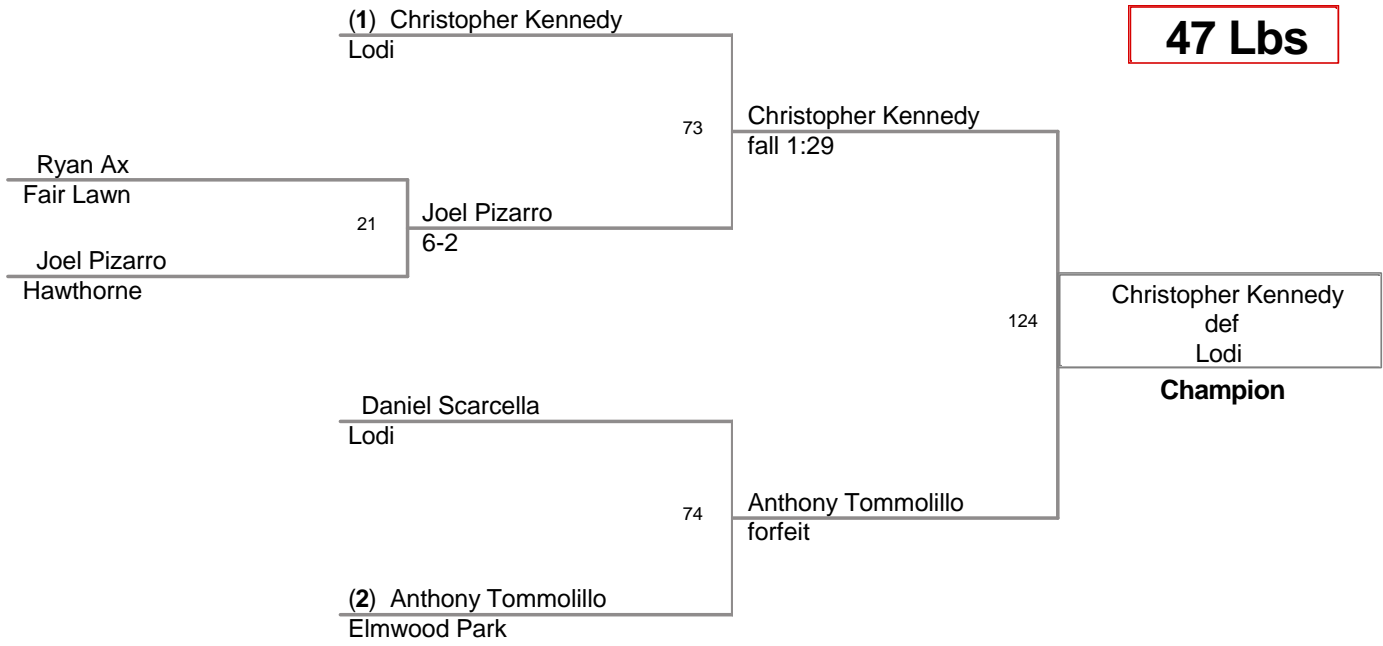 (1) Christopher Kennedy
Lodi
47 Lbs
73
Christopher Kennedy
fall 1:29
Ryan Ax
Fair Lawn
21
Joel Pizarro
6-2
Joel Pizarro
Hawthorne
124
Christopher Kennedy
def
Lodi
Champion
Daniel Scarcella
Lodi
74
Anthony Tommolillo
forfeit
(2) Anthony Tommolillo
Elmwood Park